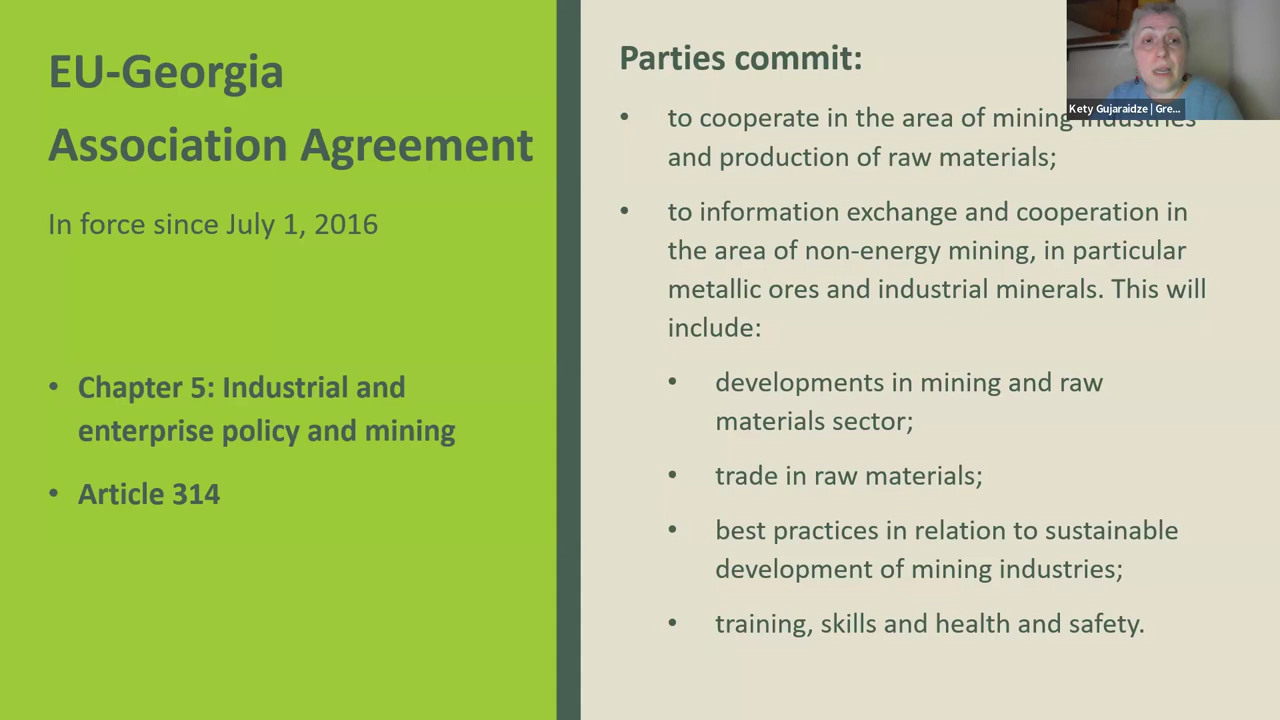 EU-Georgia
Association Agreement
In force since July 1, 2016
• Chapter 5: Industrial and
enterprise policy and mining
• Article 314
Parties commit:
• to cooperate in the area of mining industries
and production of raw materials;
• to information exchange and cooperation in
the area of non-energy mining, in particular
metallic ores and industrial minerals. This will
include:
• developments in mining and raw
materials sector;
• trade in raw materials;
• best practices in relation to sustainable
development of mining industries;
• training, skills and health and safety.
Kety Gujaraidze | Gre...